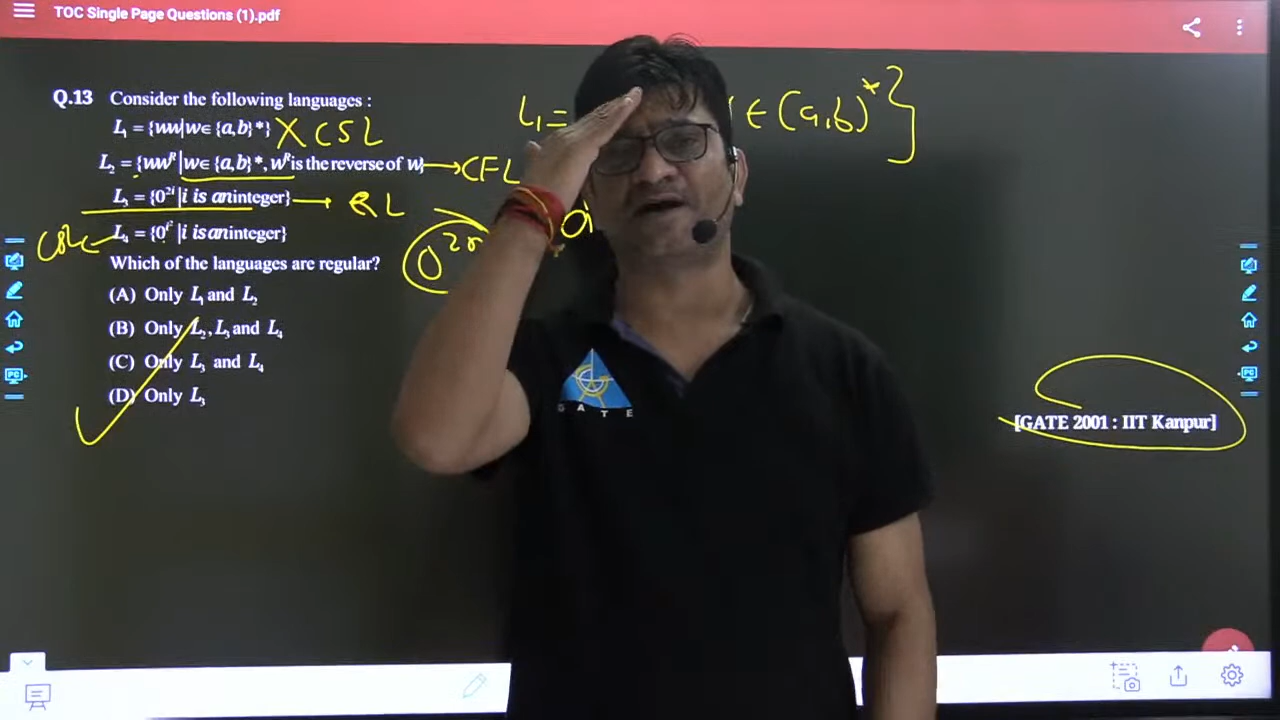 TOC Single Page Questions (1).pdf
Q.13 Consider the following languages :
L₁ = {ww|w∈{a,b}*} X CSL
L₂ = {wwᴿ|w∈{a,b}*, wᴿ is the reverse of w} → CFL
L₃ = {0²ⁱ|i is an integer} → RL
L₄ = {0^i²|i is an integer}
Which of the languages are regular?
(A) Only L₁ and L₂
(B) Only L₂, L₃ and L₄
(C) Only L₃ and L₄
(D) Only L₃
[GATE 2001 : IIT Kanpur]
L₁ =
∈ (a,b)* }
GATE
PC
PC